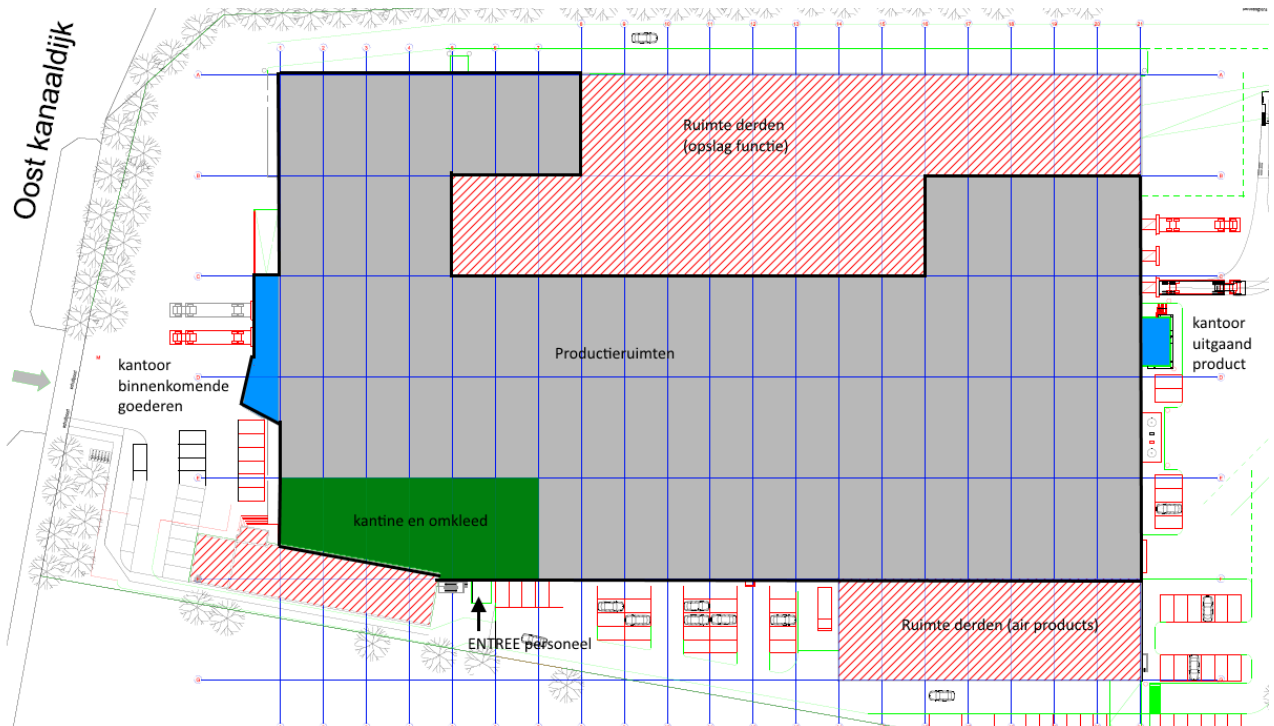 Oost kanaaldijk
Ruimte derden
(opslag functie)
Productieruimten
kantoor
binnenkomende
goederen
kantoor
uitgaand
product
kantine en omkleed
ENTREE personeel
Ruimte derden (air products)